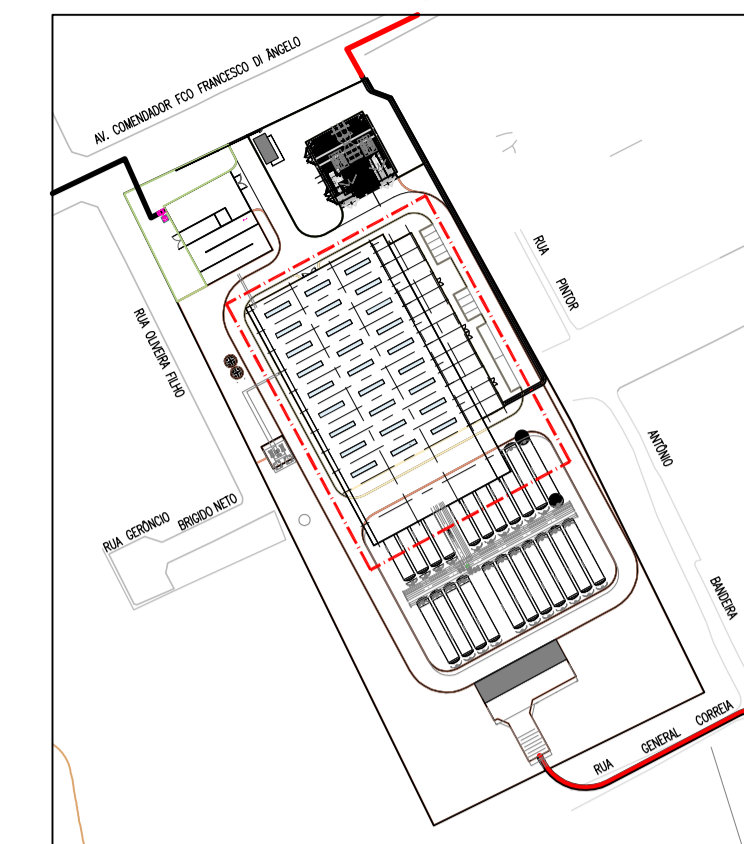 AV. COMENDADOR FCO FRANCESCO DI ÂNGELO
RUA
PINTOR
RUA OLIVEIRA FILHO
ANTÔNIO
RUA GERÔNCIO
BRIGIDO NETO
BANDEIRA
RUA GENERAL CORREIA